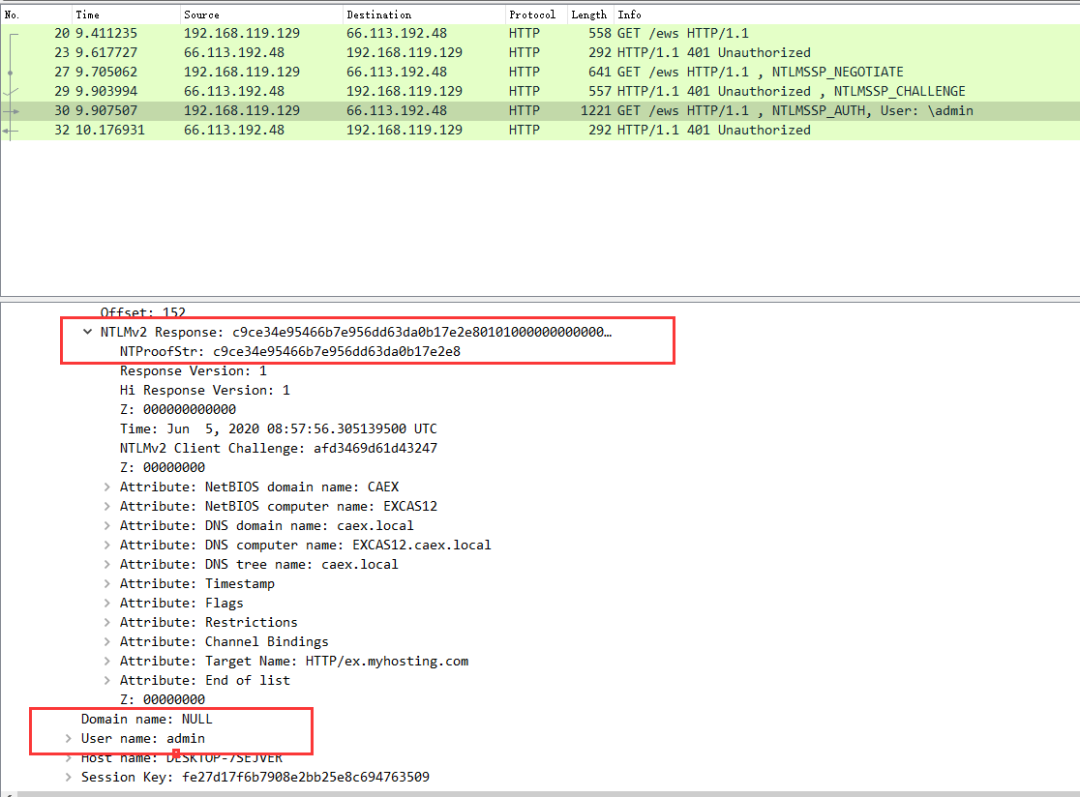 No. Time Source Destination Protocol Length Info
20 9.411235 192.168.119.129 66.113.192.48 HTTP 558 GET /ews HTTP/1.1
23 9.617727 66.113.192.48 192.168.119.129 HTTP 292 HTTP/1.1 401 Unauthorized
27 9.705062 192.168.119.129 66.113.192.48 HTTP 641 GET /ews HTTP/1.1 , NTLMSSP_NEGOTIATE
29 9.903994 66.113.192.48 192.168.119.129 HTTP 557 HTTP/1.1 401 Unauthorized , NTLMSSP_CHALLENGE
30 9.907507 192.168.119.129 66.113.192.48 HTTP 1221 GET /ews HTTP/1.1 , NTLMSSP_AUTH, User: \admin
32 10.176931 66.113.192.48 192.168.119.129 HTTP 292 HTTP/1.1 401 Unauthorized
Offset: 152
NTLMv2 Response: c9ce34e95466b7e956dd63da0b17e2e80101000000000000…
NTProofStr: c9ce34e95466b7e956dd63da0b17e2e8
Response Version: 1
Hi Response Version: 1
Z: 000000000000
Time: Jun  5, 2020 08:57:56.305139500 UTC
NTLMv2 Client Challenge: afd3469d61d43247
Z: 00000000
Attribute: NetBIOS domain name: CAEX
Attribute: NetBIOS computer name: EXCAS12
Attribute: DNS domain name: caex.local
Attribute: DNS computer name: EXCAS12.caex.local
Attribute: DNS tree name: caex.local
Attribute: Timestamp
Attribute: Flags
Attribute: Restrictions
Attribute: Channel Bindings
Attribute: Target Name: HTTP/ex.myhosting.com
Attribute: End of list
Z: 00000000
Domain name: NULL
User name: admin
Host name: DESKTOP-7SEJVER
Session Key: fe27d17f6b7908e2bb25e8c694763509